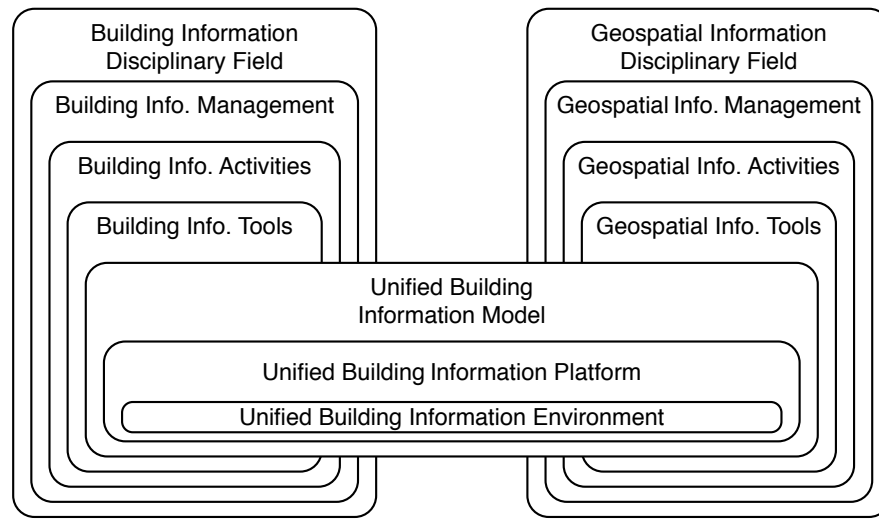 Building Information
Disciplinary Field
Building Info. Management
Building Info. Activities
Building Info. Tools
Geospatial Information
Disciplinary Field
Geospatial Info. Management
Geospatial Info. Activities
Geospatial Info. Tools
Unified Building
Information Model
Unified Building Information Platform
Unified Building Information Environment